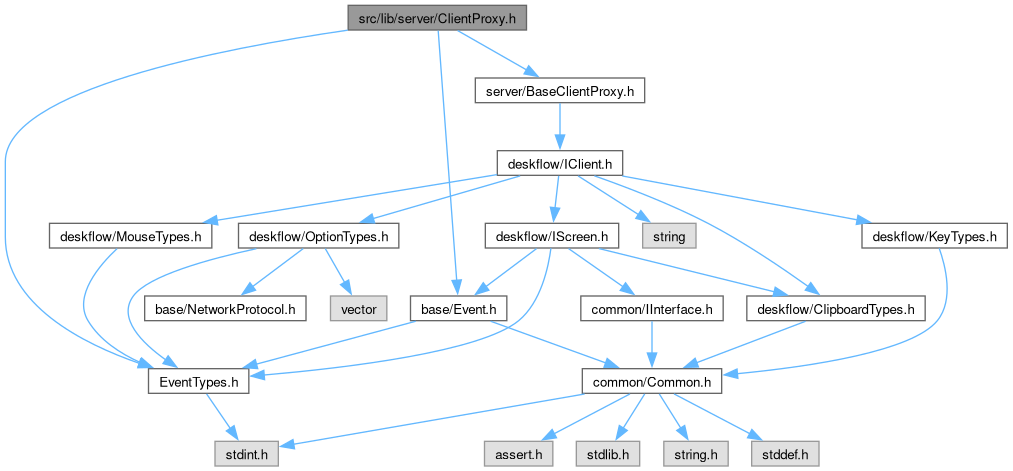 src/lib/server/ClientProxy.h
server/BaseClientProxy.h
deskflow/IClient.h
deskflow/MouseTypes.h
deskflow/OptionTypes.h
deskflow/IScreen.h
string
deskflow/KeyTypes.h
base/NetworkProtocol.h
vector
base/Event.h
common/IInterface.h
deskflow/ClipboardTypes.h
EventTypes.h
common/Common.h
stdint.h
assert.h
stdlib.h
string.h
stddef.h